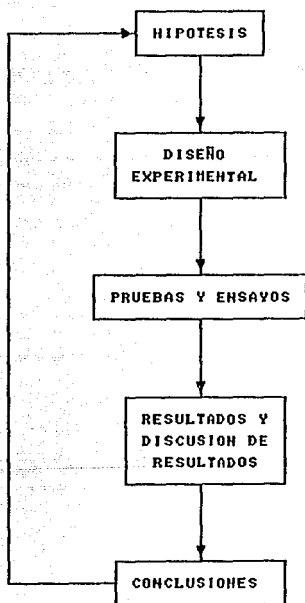 HIPOTESIS
DISEÑO
EXPERIMENTAL
PRUEBAS Y ENSAYOS
RESULTADOS Y
DISCUSION DE
RESULTADOS
CONCLUSIONES